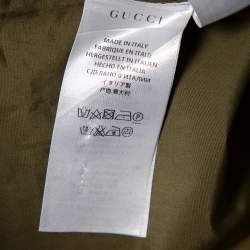 GUCCI
MADE IN ITALY
FABRIQUÉ EN ITALIE
HERGESTELLT IN ITALIEN
HECHO EN ITALIA
СДЕЛАНО В ИТАЛИИ
イタリア製
产地:意大利